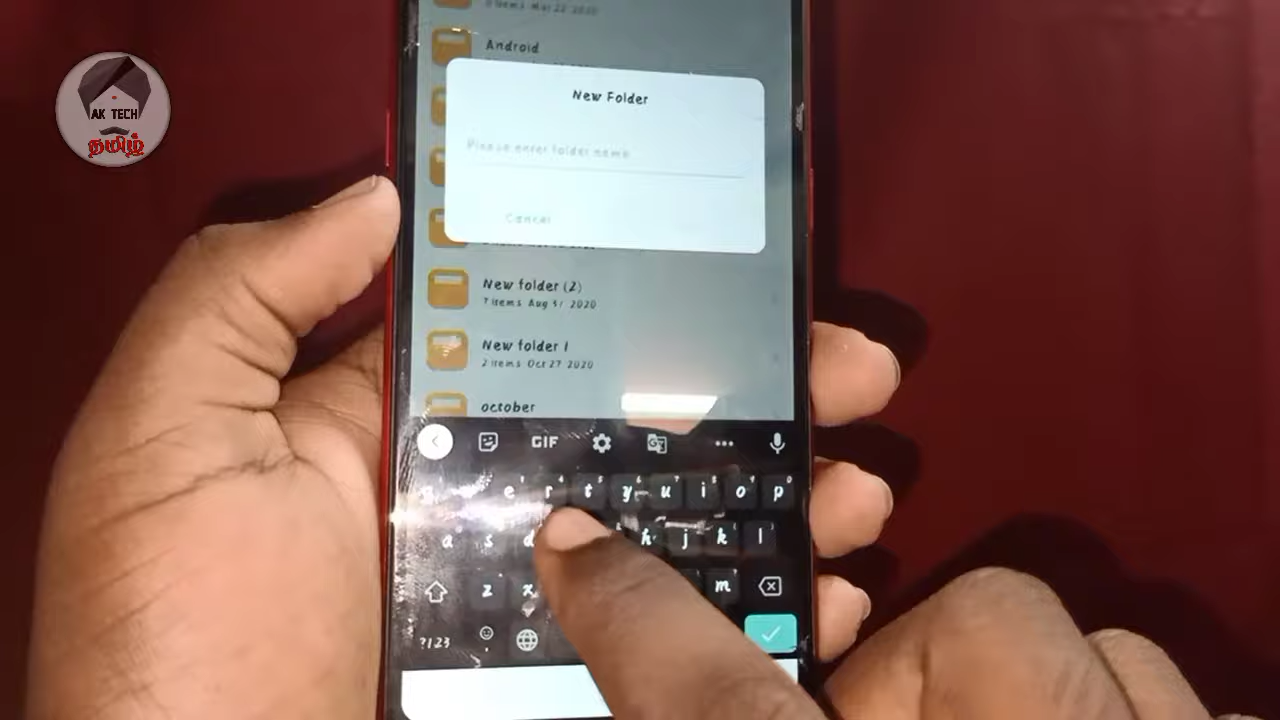 AK TECH
தமிழ்
Android
New Folder
Please enter folder name
Cancel
New folder (2)
7 items Aug 2020
New folder 1
2 items Oct 27 2020
october
GIF
e r t y u i o p
a s d h j k l
z x m
?123